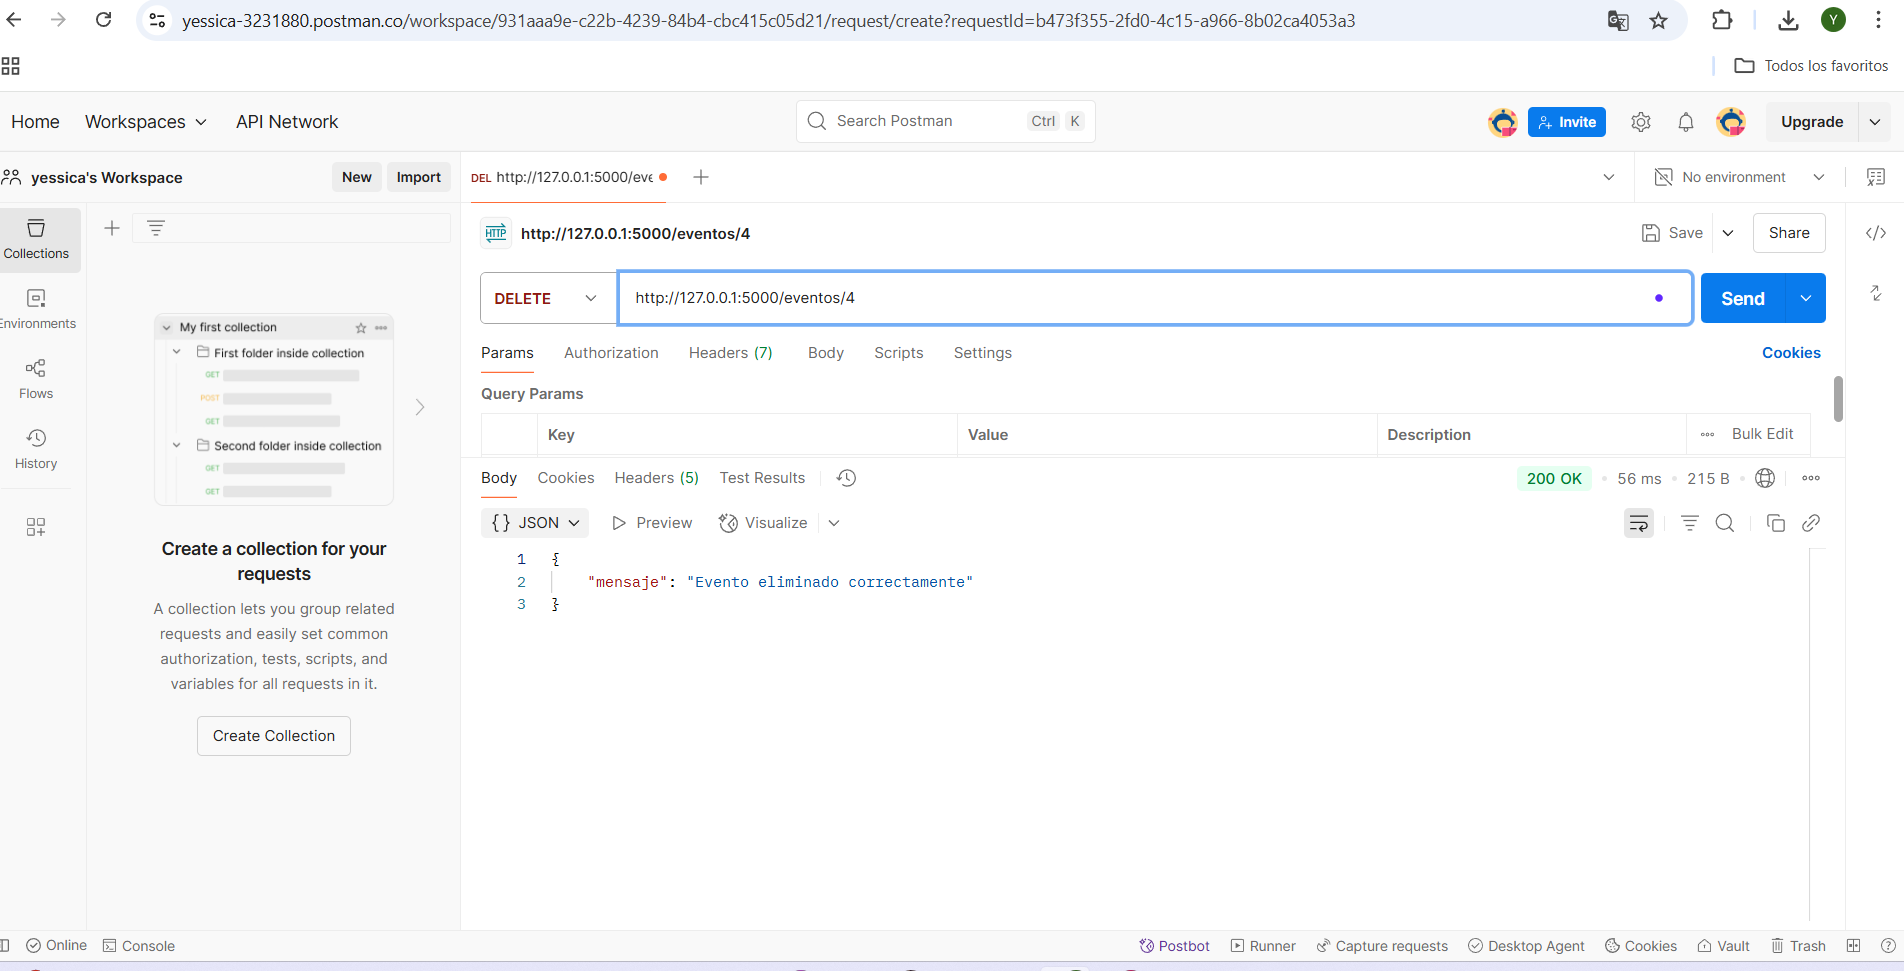 yessica-3231880.postman.co/workspace/931aaa9e-c22b-4239-84b4-cbc415c05d21/request/create?requestId=b473f355-2fd0-4c15-a966-8b02ca4053a3
Y
Todos los favoritos
Home Workspaces API Network
Search Postman Ctrl K
Invite Upgrade
yessica's Workspace New Import
DEL http://127.0.0.1:5000/eve
No environment
Collections
Environments
Flows
History
My first collection
First folder inside collection
GET
POST
GET
Second folder inside collection
GET
GET
Create a collection for your
requests
A collection lets you group related
requests and easily set common
authorization, tests, scripts, and
variables for all requests in it.
Create Collection
HTTP http://127.0.0.1:5000/eventos/4
Save Share
DELETE http://127.0.0.1:5000/eventos/4 Send
Params Authorization Headers (7) Body Scripts Settings Cookies
Query Params
Key Value Description Bulk Edit
Body Cookies Headers (5) Test Results 200 OK • 56 ms • 215 B
{} JSON Preview Visualize
1 {
2 "mensaje": "Evento eliminado correctamente"
3 }
Online Console Postbot Runner Capture requests Desktop Agent Cookies Vault Trash